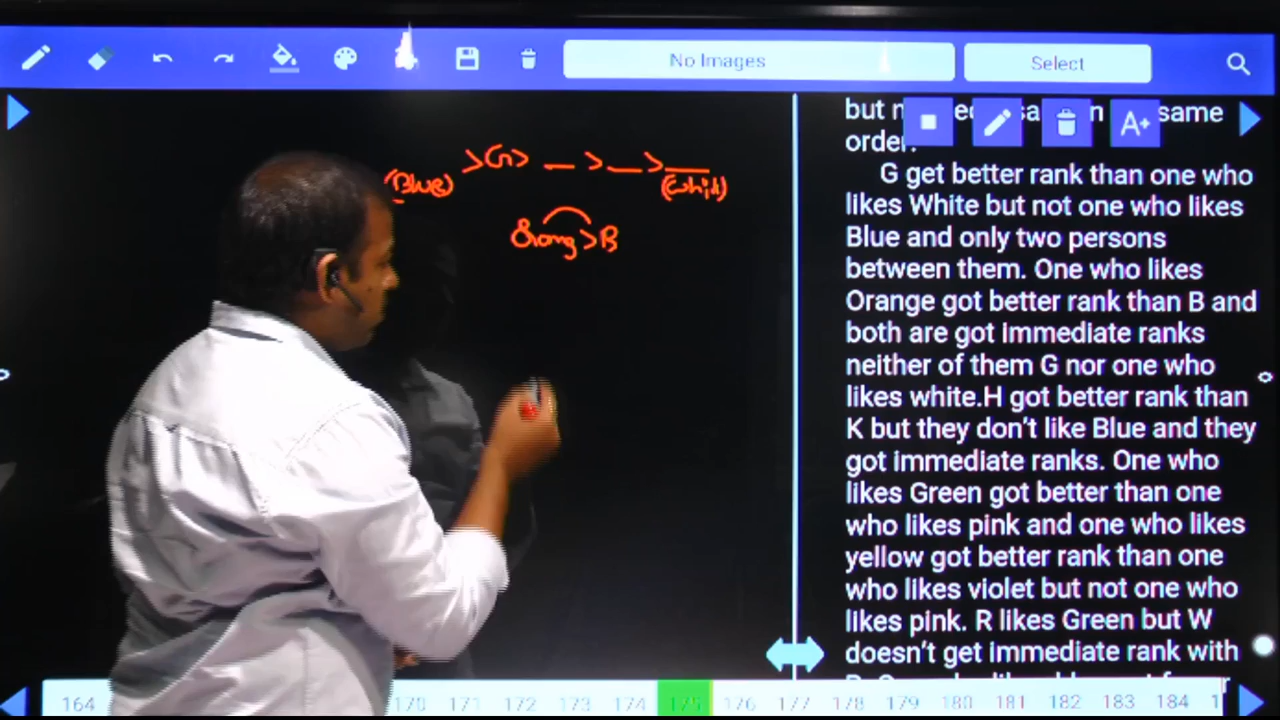 No Images
Select
A+
same
order.
G get better rank than one who
likes White but not one who likes
Blue and only two persons
between them. One who likes
Orange got better rank than B and
both are got immediate ranks
neither of them G nor one who
likes white.H got better rank than
K but they don't like Blue and they
got immediate ranks. One who
likes Green got better than one
who likes pink and one who likes
yellow got better rank than one
who likes violet but not one who
likes pink. R likes Green but W
doesn't get immediate rank with
(Blue) >G> __ > __ > __
>B
164 170 171 172 173 174 175 176 177 178 179 180 181 182 183 184